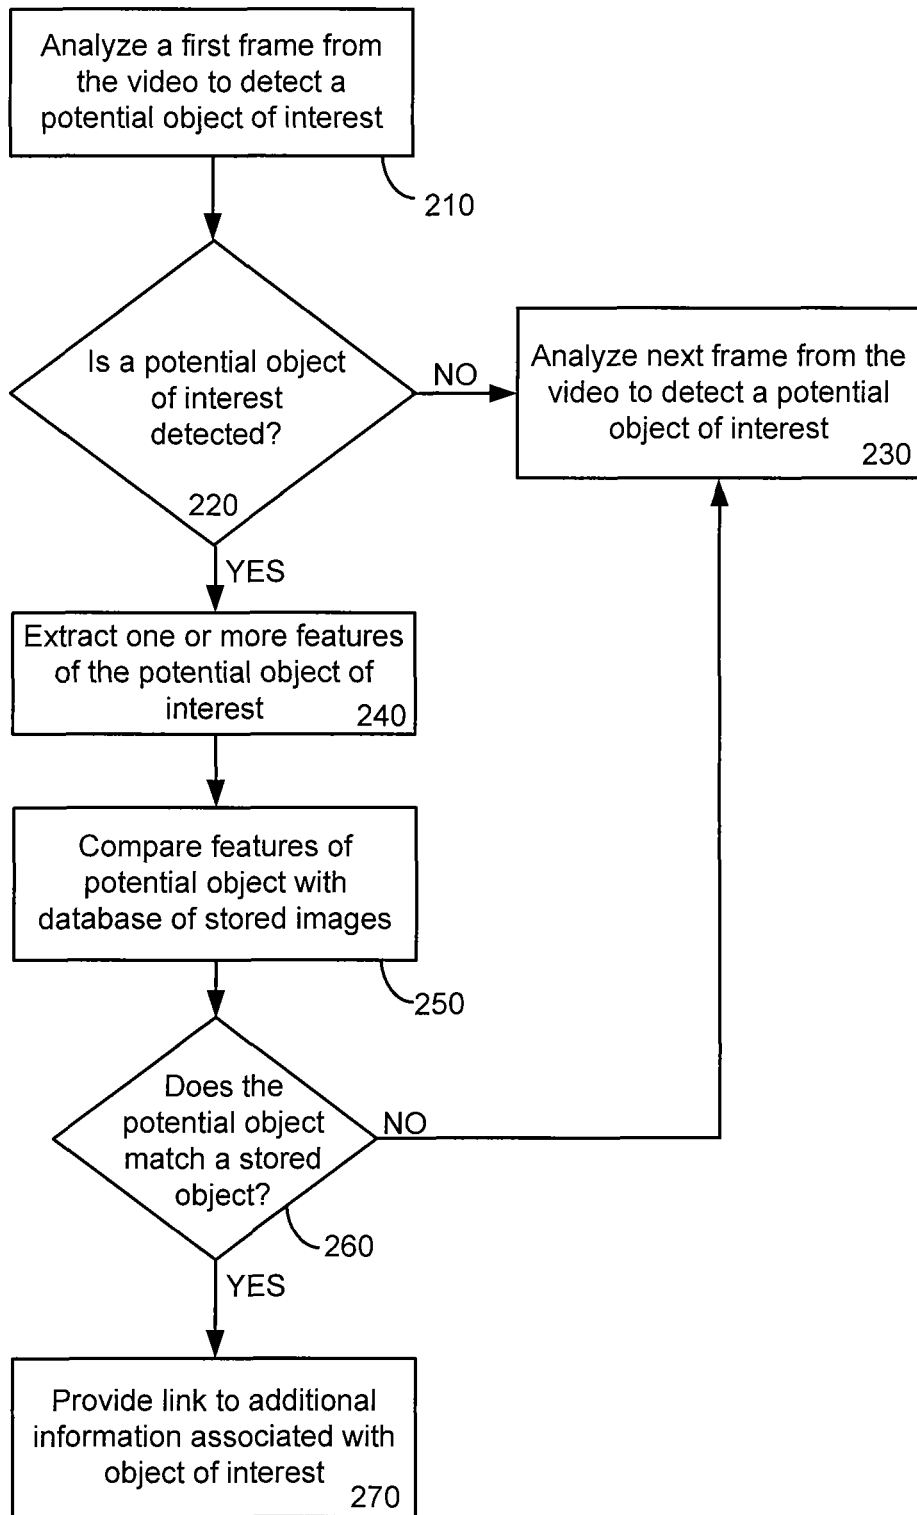 Analyze a first frame from
the video to detect a
potential object of interest
210
Is a potential object
of interest
detected?
220
NO
Analyze next frame from the
video to detect a potential
object of interest
230
YES
Extract one or more features
of the potential object of
interest
240
Compare features of
potential object with
database of stored images
250
Does the
potential object
match a stored
object?
NO
260
YES
Provide link to additional
information associated with
object of interest
270